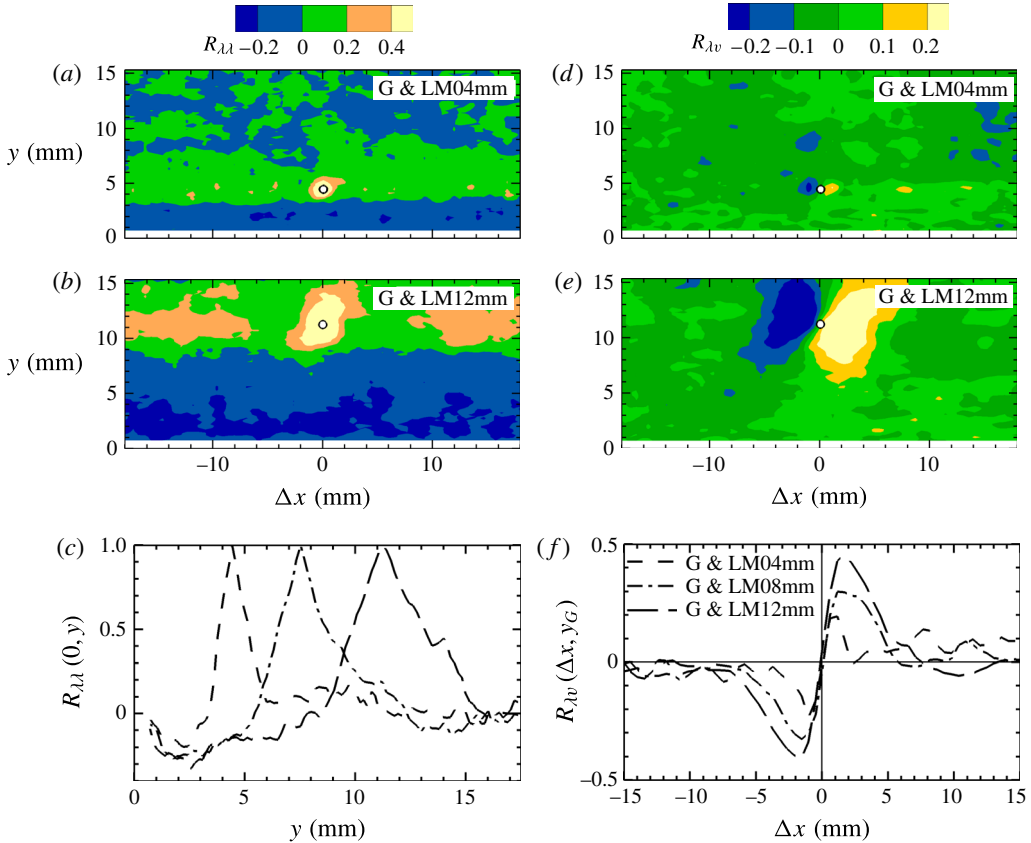 R_λλ −0.2 0 0.2 0.4
R_λv −0.2 −0.1 0 0.1 0.2
(a) G & LM04mm
15
10
5
0
y (mm)
(d) G & LM04mm
15
10
5
0
(b) G & LM12mm
15
10
5
0
y (mm)
−10 0 10
Δx (mm)
(e) G & LM12mm
15
10
5
0
−10 0 10
Δx (mm)
(c)
1.0
0.5
0
R_λλ (0, y)
0 5 10 15
y (mm)
(f)
0.5
0
−0.5
R_λv (Δx, y_G)
G & LM04mm
G & LM08mm
G & LM12mm
−15 −10 −5 0 5 10 15
Δx (mm)